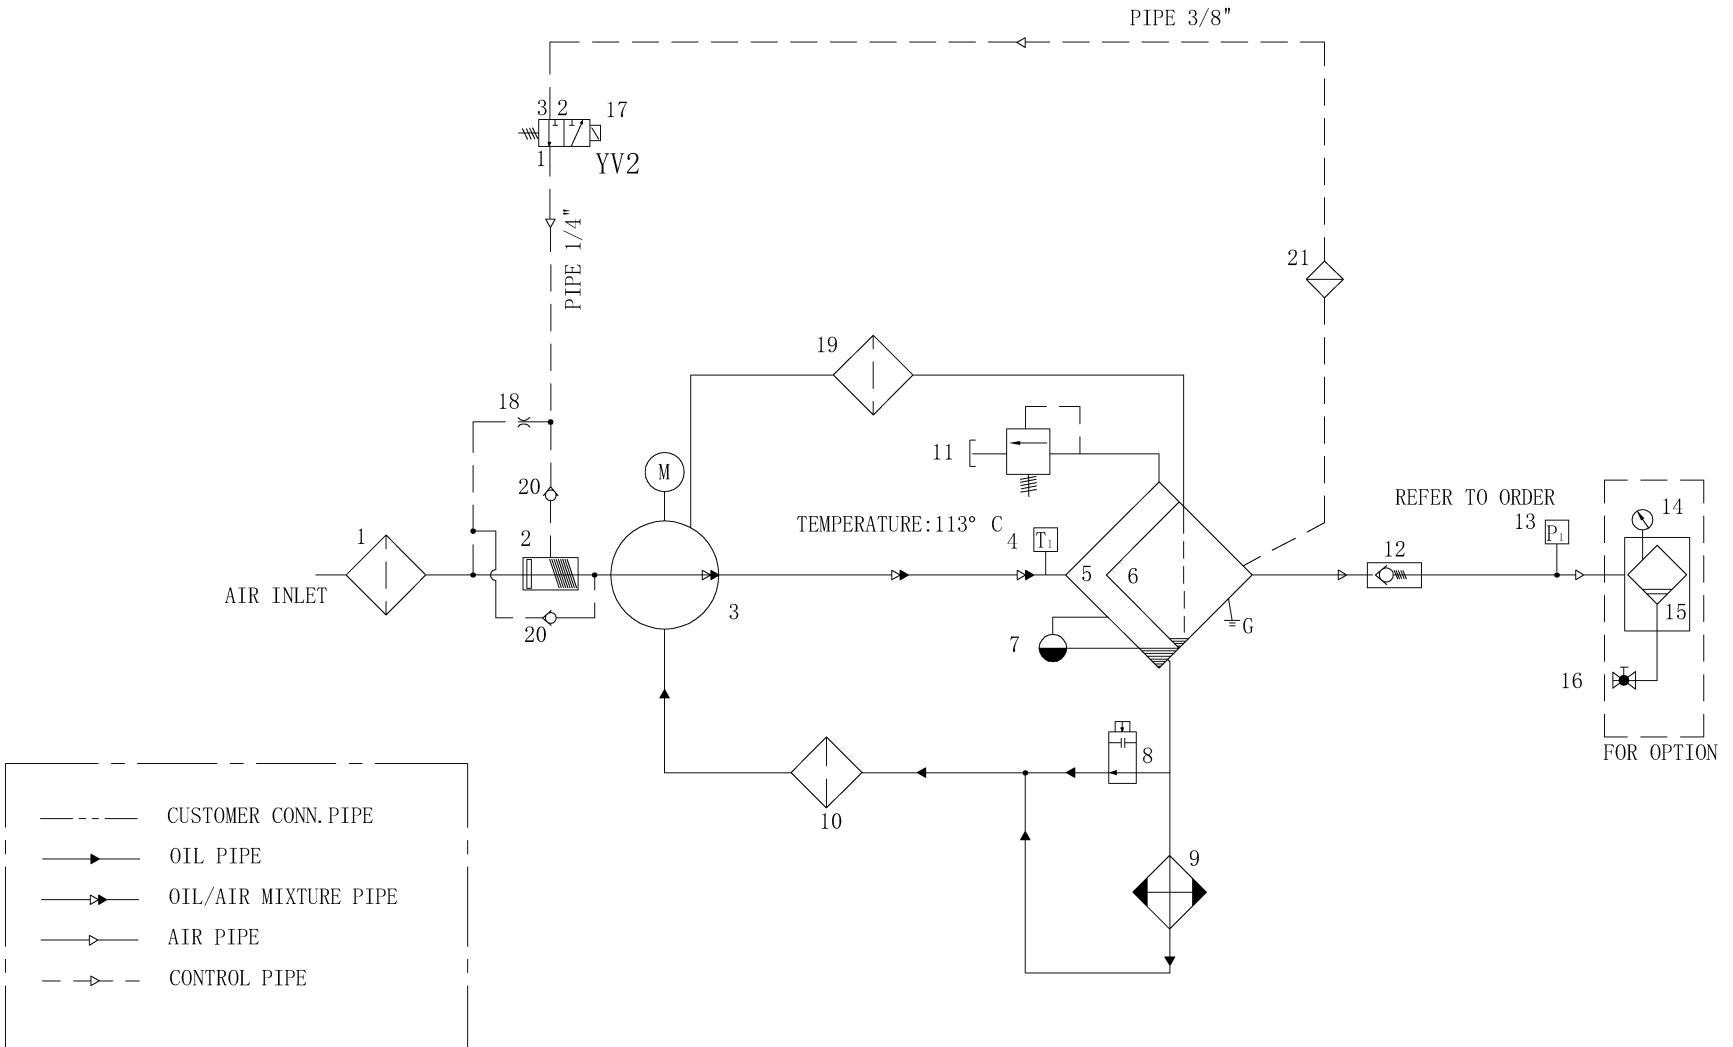 PIPE 3/8"
3 2 17
1
YV2
PIPE 1/4"
21
19
18
11
M
20
REFER TO ORDER
14
TEMPERATURE:113° C
13
P1
1
2
4
T1
12
5
6
AIR INLET
3
15
20
G
7
16
8
FOR OPTION
10
9
CUSTOMER CONN.PIPE
OIL PIPE
OIL/AIR MIXTURE PIPE
AIR PIPE
CONTROL PIPE